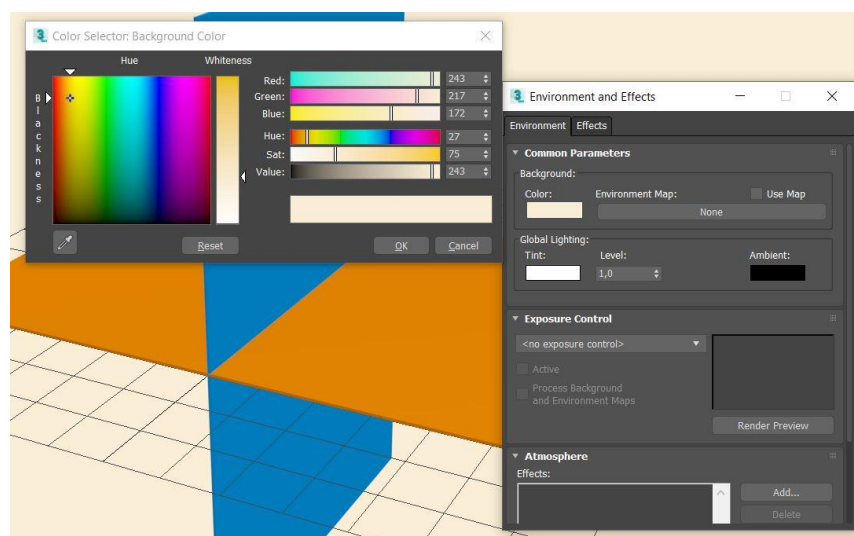 Color Selector: Background Color
Hue
Whiteness
Blackness
Red: 243
Green: 217
Blue: 172
Hue: 27
Sat: 75
Value: 243
Reset
OK
Cancel
Environment and Effects
Environment
Effects
Common Parameters
Background:
Color:
Environment Map:
Use Map
None
Global Lighting:
Tint:
Level:
Ambient:
1,0
Exposure Control
<no exposure control>
Active
Process Background
and Environment Maps
Render Preview
Atmosphere
Effects:
Add...
Delete